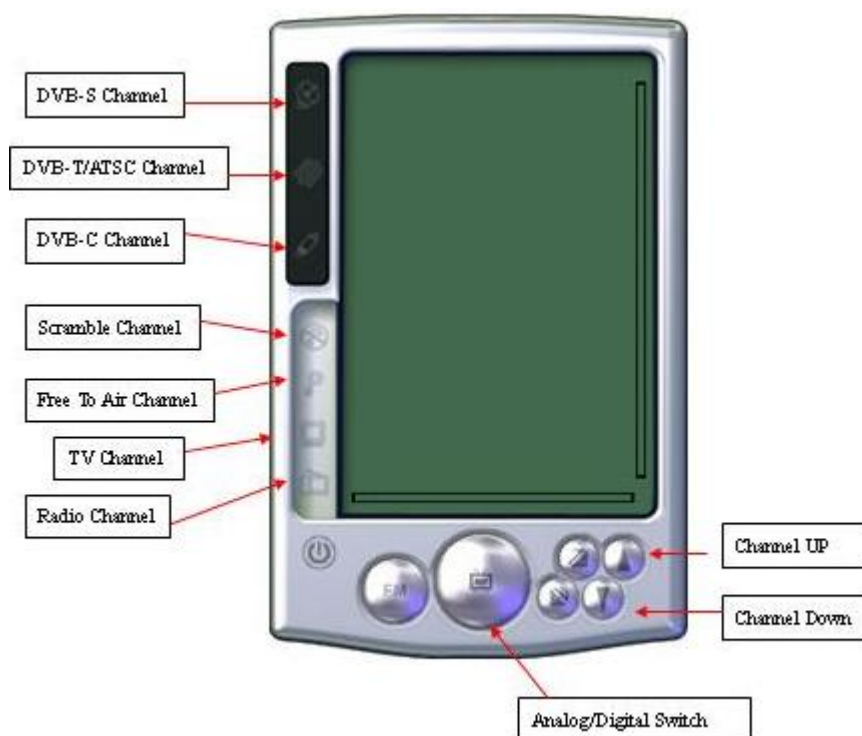 DVB-S Channel
DVB-T/ATSC Channel
DVB-C Channel
Scramble Channel
Free To Air Channel
TV Channel
Radio Channel
FM
Channel UP
Channel Down
Analog/Digital Switch